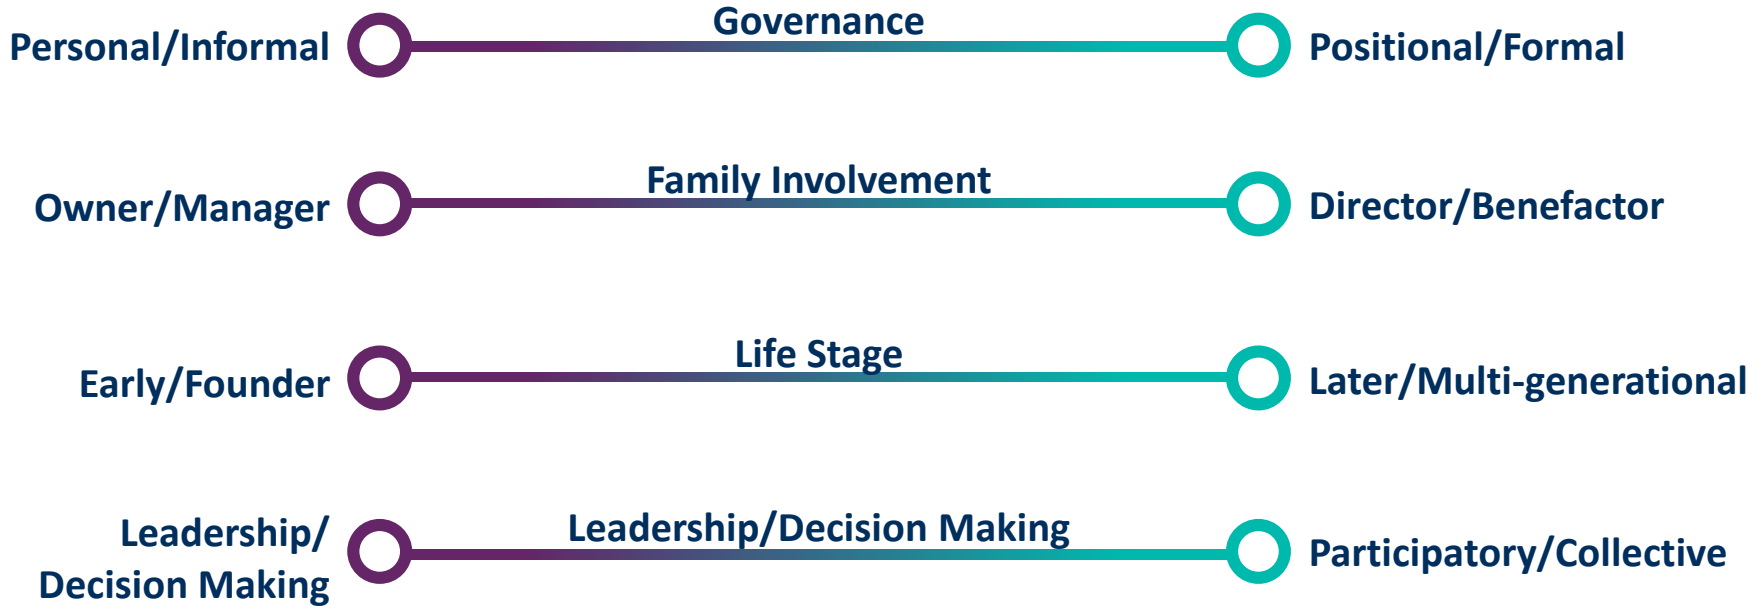 Governance
Personal/Informal
Positional/Formal
Family Involvement
Owner/Manager
Director/Benefactor
Life Stage
Early/Founder
Later/Multi-generational
Leadership/Decision Making
Leadership/
Decision Making
Participatory/Collective